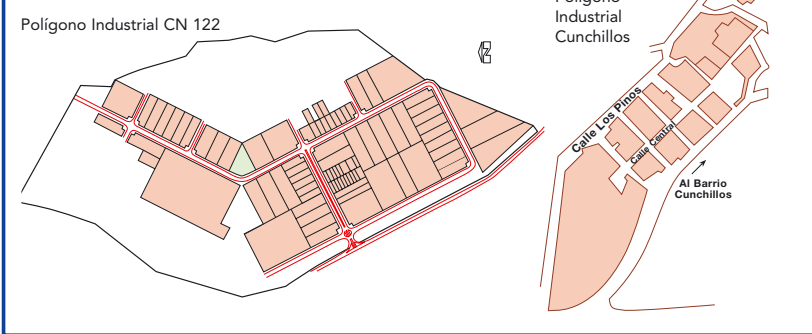 Polígono Industrial CN 122
Polígono
Industrial
Cunchillos
Calle Los Pinos
Calle Central
Al Barrio
Cunchillos
N